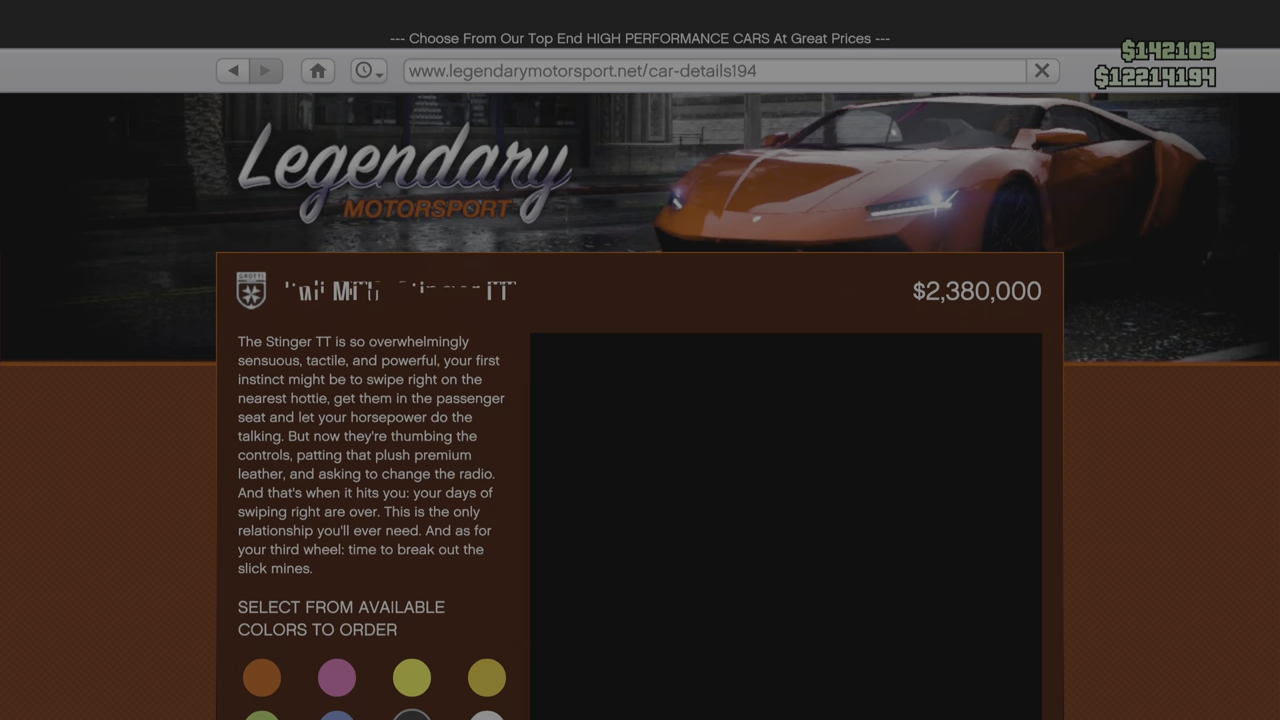 --- Choose From Our Top End HIGH PERFORMANCE CARS At Great Prices ---
$142103
www.legendarymotorsport.net/car-details194
$12214194
Legendary
MOTORSPORT
GROTTI
TT
$2,380,000
The Stinger TT is so overwhelmingly
sensuous, tactile, and powerful, your first
instinct might be to swipe right on the
nearest hottie, get them in the passenger
seat and let your horsepower do the
talking. But now they're thumbing the
controls, patting that plush premium
leather, and asking to change the radio.
And that's when it hits you: your days of
swiping right are over. This is the only
relationship you'll ever need. And as for
your third wheel: time to break out the
slick mines.
SELECT FROM AVAILABLE
COLORS TO ORDER